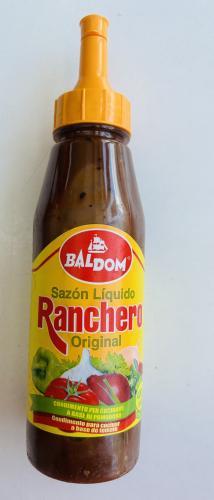 BALDOM
Sazón Líquido
Ranchero
Original
CONDIMENTO PER CUCINARE
A BASE DI POMODORO
Condimento para cocinar
a base de tomate